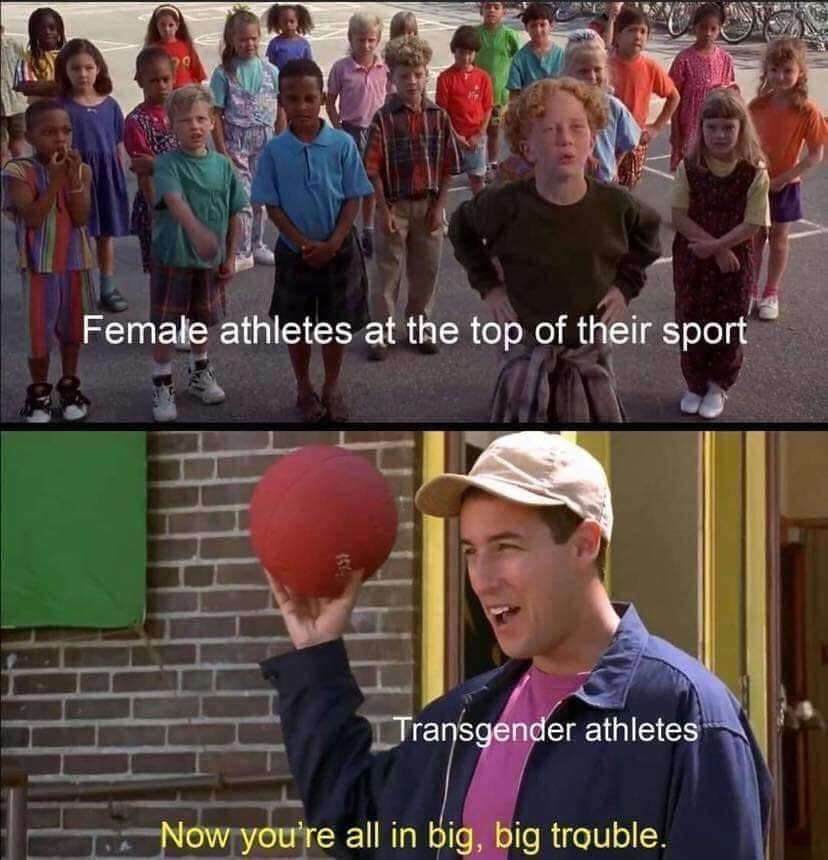 Female athletes at the top of their sport
Transgender athletes
Now you're all in big, big trouble.